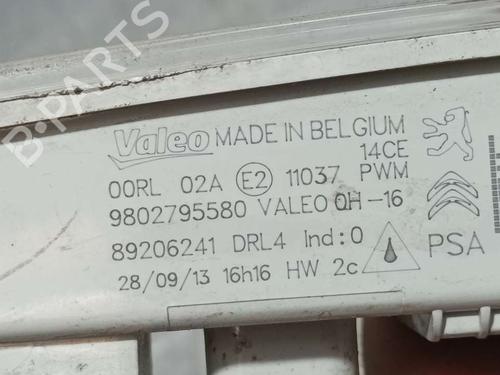 Valeo MADE IN BELGIUM
14CE
00RL 02A E2 11037 PWM
9802795580 VALEO QH-16
89206241 DRL4 Ind:0
28/09/13 16h16 HW 2c
PSA
B-PARTS